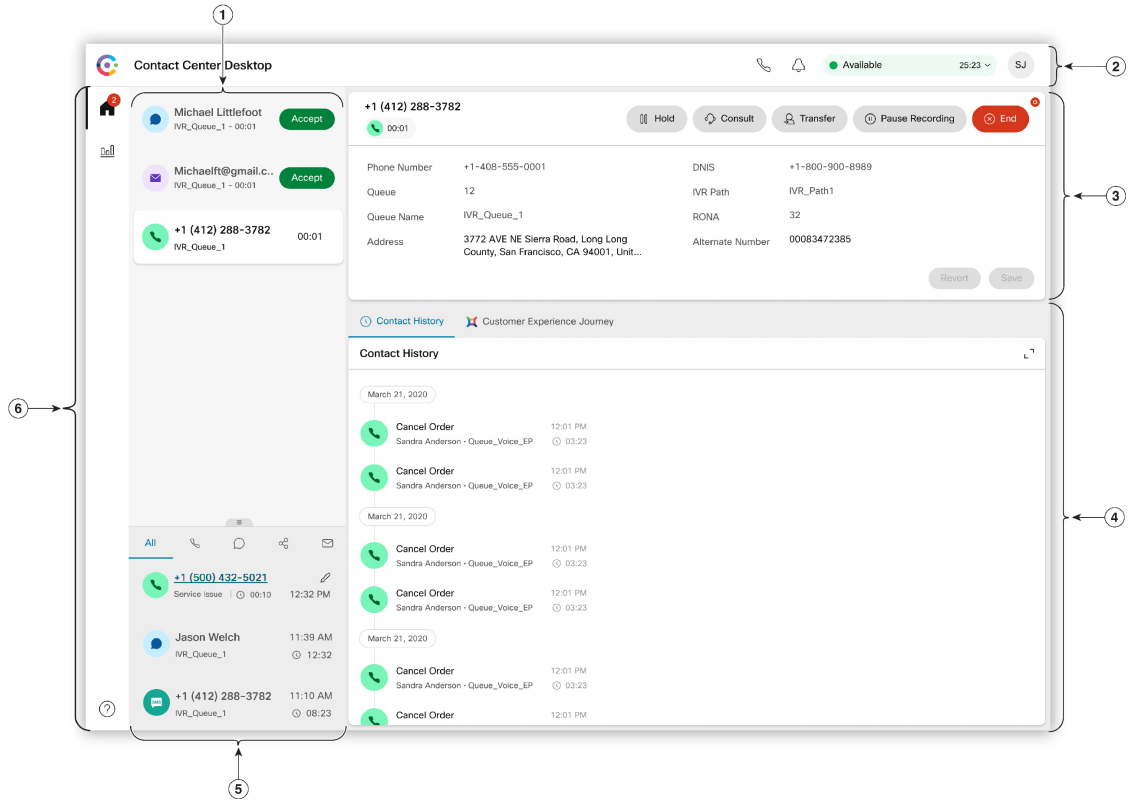 1
Contact Center Desktop
Available
25:23
SJ
2
2
Michael Littlefoot
IVR_Queue_1 - 00:01
Accept
Michaelft@gmail.c..
IVR_Queue_1 - 00:01
Accept
+1 (412) 288-3782
IVR_Queue_1
00:01
+1 (412) 288-3782
00:01
Hold
Consult
Transfer
Pause Recording
End
Phone Number
+1-408-555-0001
DNIS
+1-800-900-8989
Queue
12
IVR Path
IVR_Path1
Queue Name
IVR_Queue_1
RONA
32
Address
3772 AVE NE Sierra Road, Long Long
County, San Francisco, CA 94001, Unit...
Alternate Number
00083472385
Revert
Save
3
Contact History
Customer Experience Journey
Contact History
March 21, 2020
Cancel Order
12:01 PM
Sandra Anderson • Queue_Voice_EP
03:23
Cancel Order
12:01 PM
Sandra Anderson • Queue_Voice_EP
03:23
March 21, 2020
Cancel Order
12:01 PM
Sandra Anderson • Queue_Voice_EP
03:23
Cancel Order
12:01 PM
Sandra Anderson • Queue_Voice_EP
03:23
March 21, 2020
Cancel Order
12:01 PM
Sandra Anderson • Queue_Voice_EP
03:23
Cancel Order
12:01 PM
4
6
All
+1 (500) 432-5021
Service Issue | 00:10
12:32 PM
Jason Welch
11:39 AM
IVR_Queue_1
12:32
SMS
+1 (412) 288-3782
11:10 AM
IVR_Queue_1
08:23
5